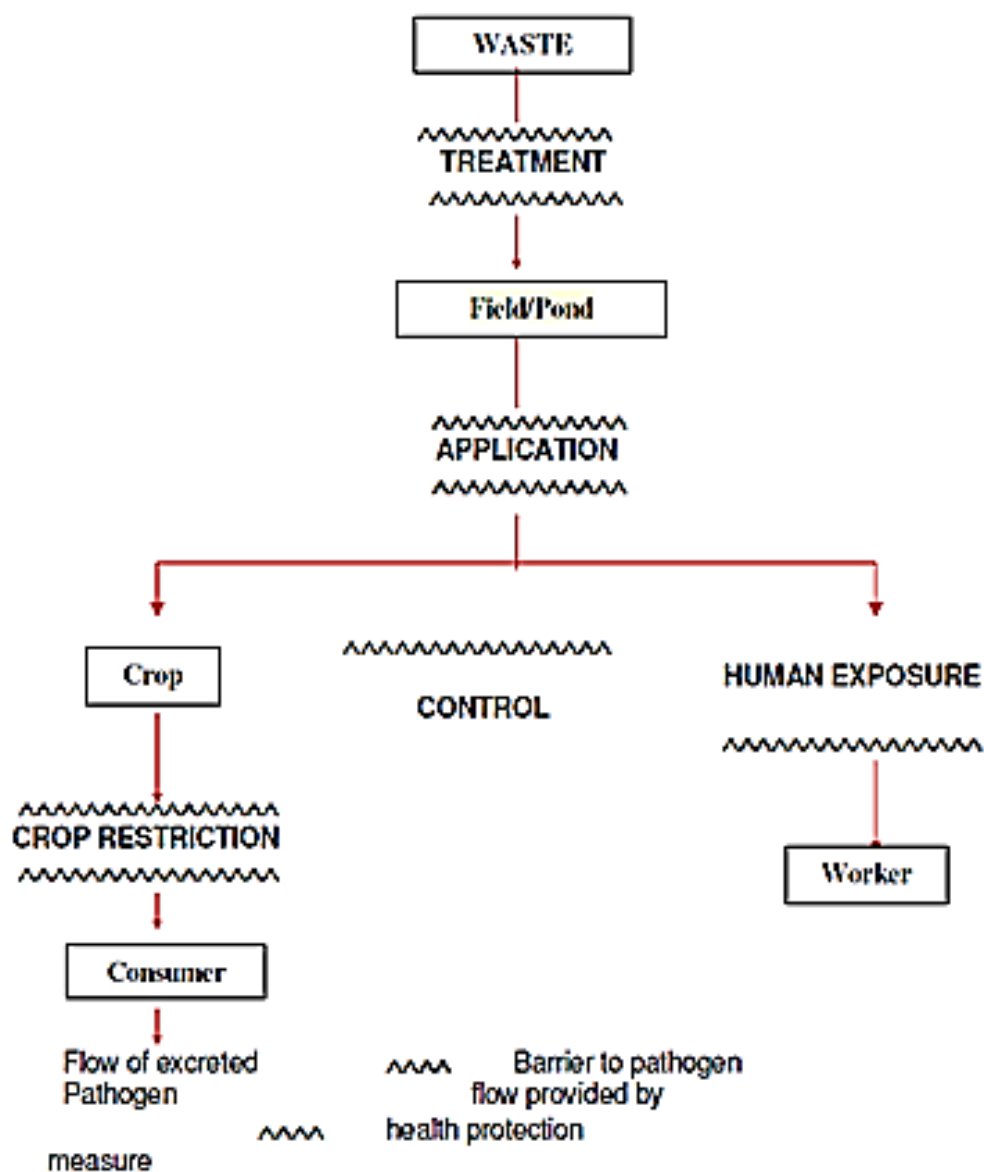 WASTE
TREATMENT
Field/Pond
APPLICATION
Crop
HUMAN EXPOSURE
CONTROL
CROP RESTRICTION
Worker
Consumer
Flow of excreted Barrier to pathogen
Pathogen flow provided by
health protection
measure